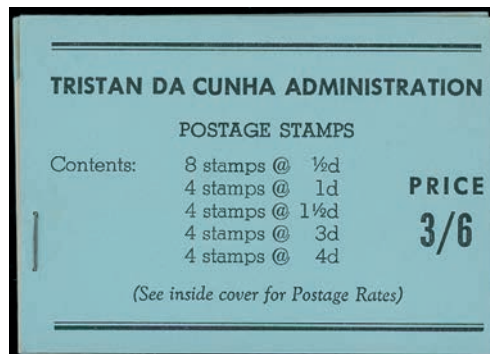 TRISTAN DA CUNHA ADMINISTRATION
POSTAGE STAMPS
Contents: 8 stamps @ ½d
4 stamps @ 1d
4 stamps @ 1½d
4 stamps @ 3d
4 stamps @ 4d
PRICE
3/6
(See inside cover for Postage Rates)